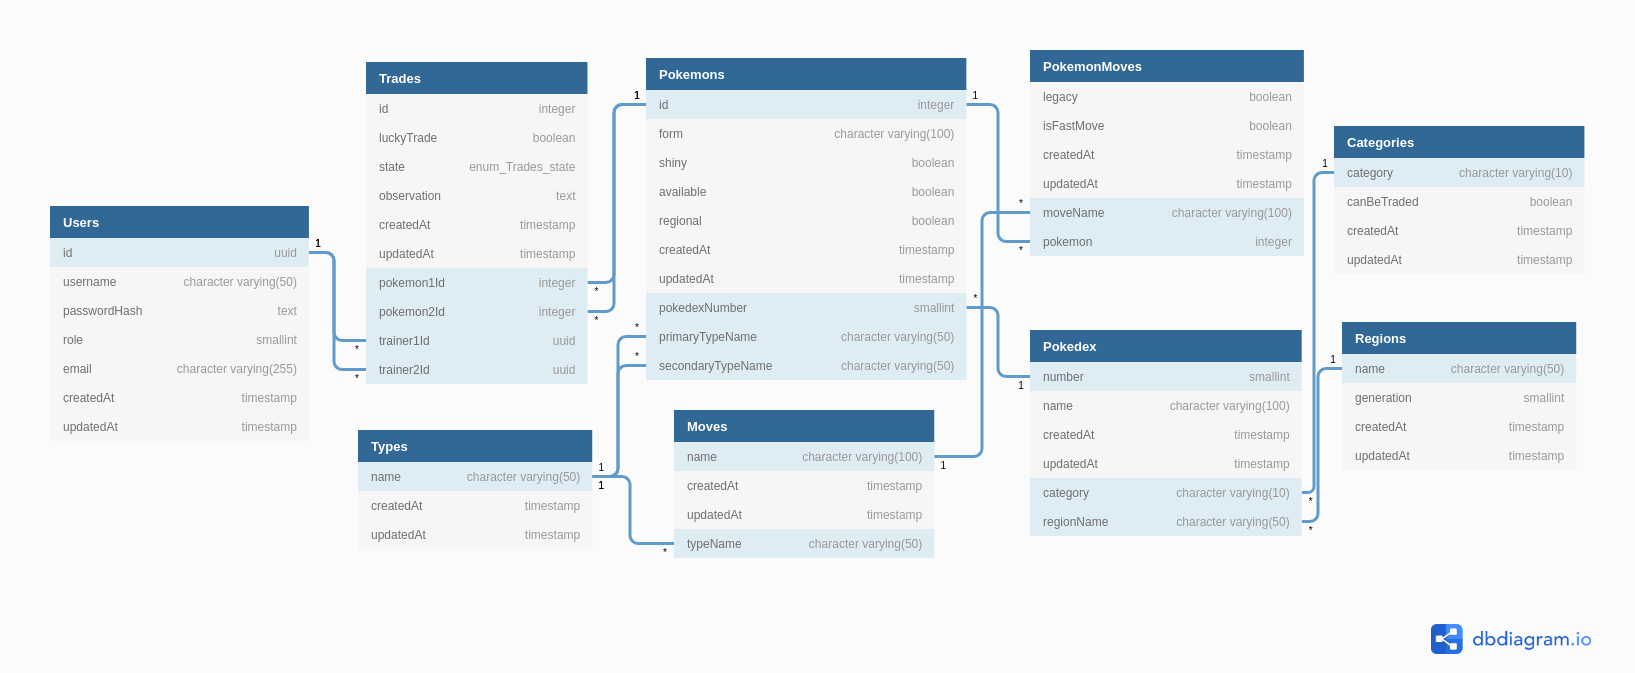 Users
id uuid
username character varying(50)
passwordHash text
role smallint
email character varying(255)
createdAt timestamp
updatedAt timestamp
1
Trades
id integer
luckyTrade boolean
state enum_Trades_state
observation text
createdAt timestamp
updatedAt timestamp
pokemon1Id integer
*
pokemon2Id integer
*
trainer1Id uuid
*
trainer2Id uuid
*
Types
name character varying(50)
createdAt timestamp
updatedAt timestamp
1
1
Pokemons
1
1
id integer
form character varying(100)
shiny boolean
available boolean
regional boolean
createdAt timestamp
updatedAt timestamp
*
pokedexNumber smallint
*
primaryTypeName character varying(50)
*
secondaryTypeName character varying(50)
Moves
name character varying(100)
1
createdAt timestamp
updatedAt timestamp
typeName character varying(50)
*
PokemonMoves
legacy boolean
isFastMove boolean
createdAt timestamp
updatedAt timestamp
*
moveName character varying(100)
pokemon integer
*
Pokedex
number smallint
1
name character varying(100)
createdAt timestamp
updatedAt timestamp
category character varying(10)
*
regionName character varying(50)
*
Categories
1
category character varying(10)
canBeTraded boolean
createdAt timestamp
updatedAt timestamp
Regions
1
name character varying(50)
generation smallint
createdAt timestamp
updatedAt timestamp
dbdiagram.io